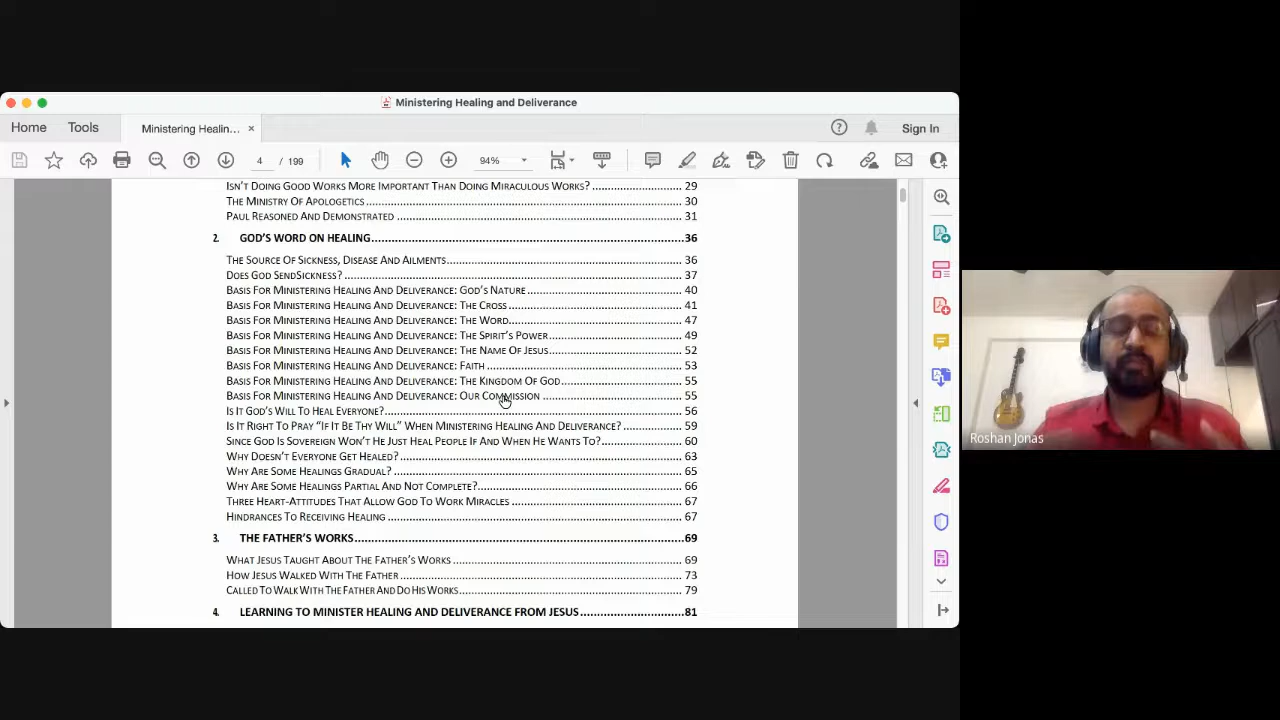 Ministering Healing and Deliverance
Home Tools Ministering Healin... × Sign In
4 / 199 94%
ISN'T DOING GOOD WORKS MORE IMPORTANT THAN DOING MIRACULOUS WORKS? 29
THE MINISTRY OF APOLOGETICS 30
PAUL REASONED AND DEMONSTRATED 31
2. GOD'S WORD ON HEALING 36
THE SOURCE OF SICKNESS, DISEASE AND AILMENTS 36
DOES GOD SENDSICKNESS? 37
BASIS FOR MINISTERING HEALING AND DELIVERANCE: GOD'S NATURE 40
BASIS FOR MINISTERING HEALING AND DELIVERANCE: THE CROSS 41
BASIS FOR MINISTERING HEALING AND DELIVERANCE: THE WORD 47
BASIS FOR MINISTERING HEALING AND DELIVERANCE: THE SPIRIT'S POWER 49
BASIS FOR MINISTERING HEALING AND DELIVERANCE: THE NAME OF JESUS 52
BASIS FOR MINISTERING HEALING AND DELIVERANCE: FAITH 53
BASIS FOR MINISTERING HEALING AND DELIVERANCE: THE KINGDOM OF GOD 55
BASIS FOR MINISTERING HEALING AND DELIVERANCE: OUR COMMISSION 55
IS IT GOD'S WILL TO HEAL EVERYONE? 56
IS IT RIGHT TO PRAY "IF IT BE THY WILL" WHEN MINISTERING HEALING AND DELIVERANCE? 59
SINCE GOD IS SOVEREIGN WON'T HE JUST HEAL PEOPLE IF AND WHEN HE WANTS TO? 60
WHY DOESN'T EVERYONE GET HEALED? 63
WHY ARE SOME HEALINGS GRADUAL? 65
WHY ARE SOME HEALINGS PARTIAL AND NOT COMPLETE? 66
THREE HEART-ATTITUDES THAT ALLOW GOD TO WORK MIRACLES 67
HINDRANCES TO RECEIVING HEALING 67
3. THE FATHER'S WORKS 69
WHAT JESUS TAUGHT ABOUT THE FATHER'S WORKS 69
HOW JESUS WALKED WITH THE FATHER 73
CALLED TO WALK WITH THE FATHER AND DO HIS WORKS 79
4. LEARNING TO MINISTER HEALING AND DELIVERANCE FROM JESUS 81
Roshan Jonas